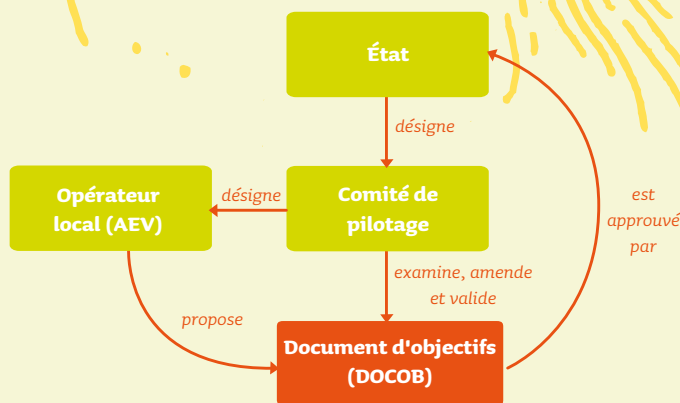 État
désigne
Opérateur
local (AEV)
désigne
Comité de
pilotage
est
approuvé
par
examine, amende
et valide
propose
Document d'objectifs
(DOCOB)